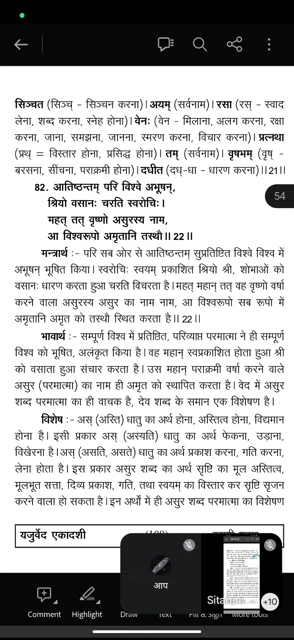 सिञ्चत (सिञ्च् - सिञ्चन करना)। अयम् (सर्वनाम)। रसा (रस् - स्वाद
लेना, शब्द करना, स्नेह होना)। वेनः (वेन - मिलाना, अलग करना, रक्षा
करना, जाना, समझना, जानना, स्मरण करना, विचार करना)। प्रत्नथा
(प्रथ् = विस्तार होना, प्रसिद्ध होना)। तम् (सर्वनाम)। वृषभम् (वृष् -
बरसना, सींचना, पराक्रमी होना)। दधीत (दध्-धा - धारण करना)।।21।।
82. आतिष्ठन्तम् परि विश्वे अभूषन्,
श्रियो वसानः चरति स्वरोचिः।
महत् तत् वृष्णो असुरस्य नाम,
आ विश्वरूपो अमृतानि तस्थौ।।22।।
54
मन्त्रार्थ :- परि सब ओर से आतिष्ठन्तम् सुप्रतिष्ठित विश्वे विश्व में
अभूषन् भूषित किया। स्वरोचिः स्वयम् प्रकाशित श्रियो श्री, शोभाओं को
वसानः धारण करता हुआ चरति विचरता है। महत् महान् तत् वह वृष्णो वर्षा
करने वाला असुरस्य असुर का नाम नाम, आ विश्वरूपो सब रूपों में
अमृतानि अमृत को तस्थौ स्थित करता है।।22।।
भावार्थ :- सम्पूर्ण विश्व में प्रतिष्ठित, परिव्याप्त परमात्मा ने ही सम्पूर्ण
विश्व को भूषित, अलंकृत किया है। वह महान् स्वप्रकाशित होता हुआ श्री
को वसाता हुआ संचार करता है। उस महान् पराक्रमी वर्षा करने वाले
असुर (परमात्मा) का नाम ही अमृत को स्थापित करता है। वेद में असुर
शब्द परमात्मा का ही वाचक है, देव शब्द के समान एक विशेषण है।
विशेष :- अस् (अस्ति) धातु का अर्थ होना, अस्तित्व होना, विद्यमान
होना है। इसी प्रकार अस् (अस्यति) धातु का अर्थ फेकना, उड़ाना,
विखेरना है।अस् (असति, असते) धातु का अर्थ प्रकाश करना, गति करना,
लेना होता है। इस प्रकार असुर शब्द का अर्थ सृष्टि का मूल अस्तित्व,
मूलभूत सत्ता, दिव्य प्रकाश, गति, तथा स्वयम् का विस्तार कर सृष्टि सृजन
करने वाला हो सकता है। इन अर्थों में ही असुर शब्द परमात्मा का विशेषण
यजुर्वेद एकादशी
आप
Sita
+10
Comment Highlight Draw Text Fill & Sign More tools